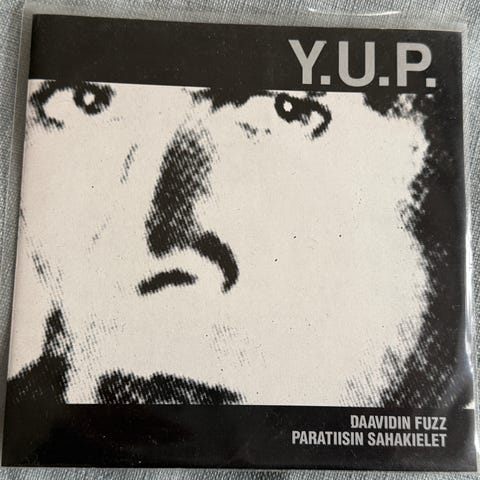 Y.U.P.
DAAVIDIN FUZZ
PARATIISIN SAHAKIELET